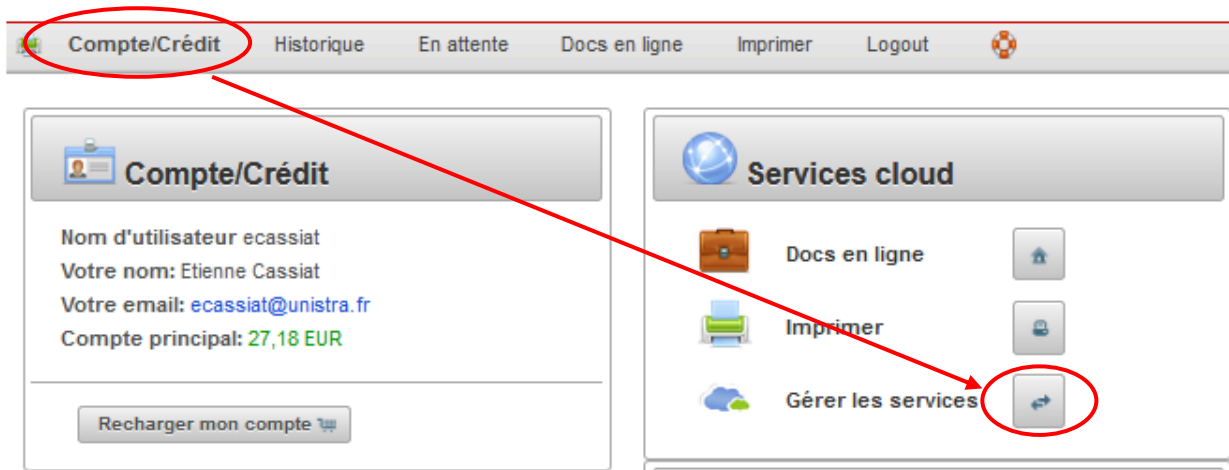 Compte/Crédit Historique En attente Docs en ligne Imprimer Logout
Compte/Crédit
Nom d'utilisateur ecassiat
Votre nom: Etienne Cassiat
Votre email: ecassiat@unistra.fr
Compte principal: 27,18 EUR
Recharger mon compte
Services cloud
Docs en ligne
Imprimer
Gérer les services